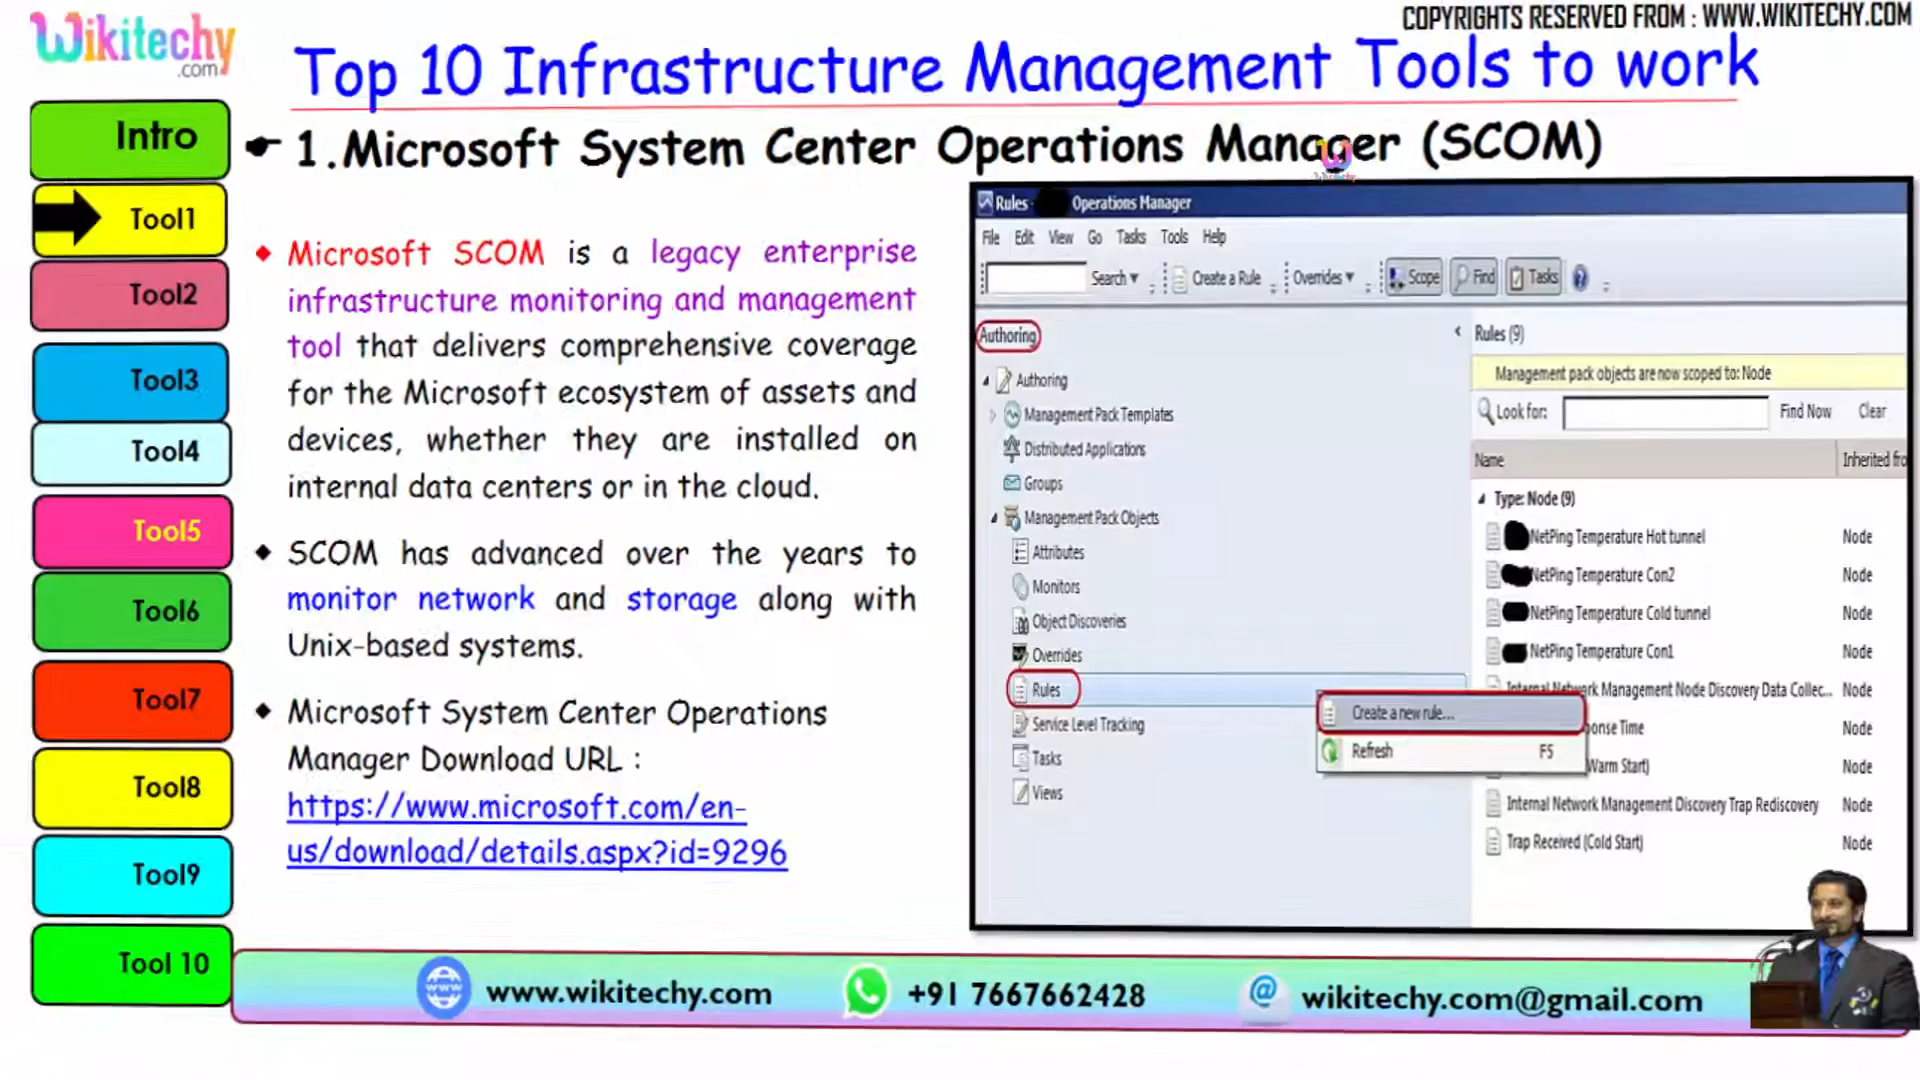 COPYRIGHTS RESERVED FROM : WWW.WIKITECHY.COM
Wikitechy
.com
Top 10 Infrastructure Management Tools to work
Intro
Tool1
Tool2
Tool3
Tool4
Tool5
Tool6
Tool7
Tool8
Tool9
Tool 10
1.Microsoft System Center Operations Manager (SCOM)
Microsoft SCOM is a legacy enterprise
infrastructure monitoring and management
tool that delivers comprehensive coverage
for the Microsoft ecosystem of assets and
devices, whether they are installed on
internal data centers or in the cloud.
SCOM has advanced over the years to
monitor network and storage along with
Unix-based systems.
Microsoft System Center Operations
Manager Download URL :
https://www.microsoft.com/en-
us/download/details.aspx?id=9296
Rules - Operations Manager
File Edit View Go Tasks Tools Help
Search Create a Rule Overrides Scope Find Tasks
Authoring
Authoring
Management Pack Templates
Distributed Applications
Groups
Management Pack Objects
Attributes
Monitors
Object Discoveries
Overrides
Rules
Service Level Tracking
Tasks
Views
Create a new rule...
Refresh F5
Rules (9)
Management pack objects are now scoped to: Node
Look for: Find Now Clear
Name Inherited fro
Type: Node (9)
NetPing Temperature Hot tunnel Node
NetPing Temperature Con2 Node
NetPing Temperature Cold tunnel Node
NetPing Temperature Con1 Node
Internal Network Management Node Discovery Data Collec... Node
Time Node
Warm Start) Node
Internal Network Management Discovery Trap Rediscovery Node
Trap Received (Cold Start) Node
www.wikitechy.com
+91 7667662428
wikitechy.com@gmail.com